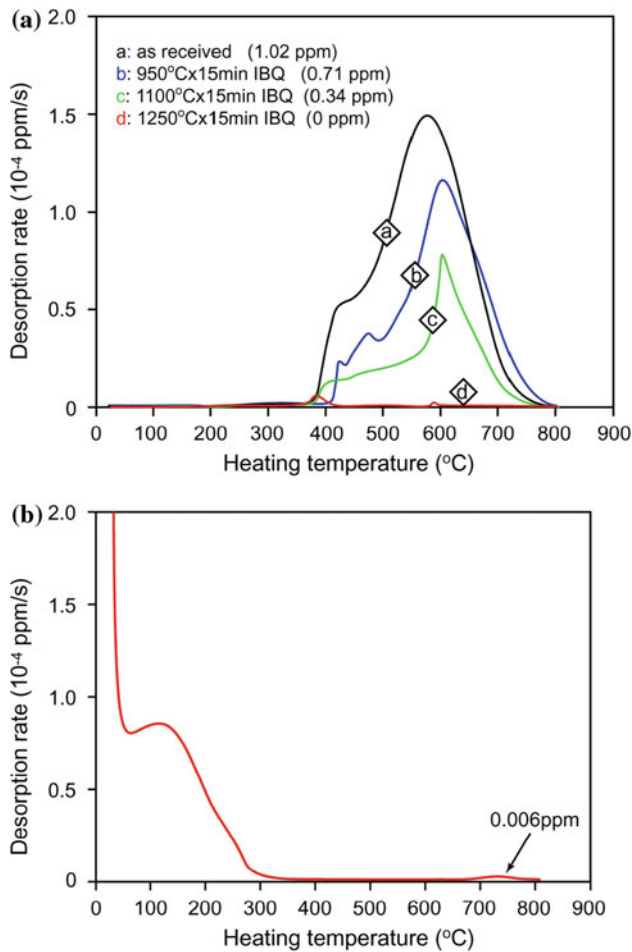 (a)
2.0
a: as received (1.02 ppm)
b: 950°Cx15min IBQ (0.71 ppm)
c: 1100°Cx15min IBQ (0.34 ppm)
d: 1250°Cx15min IBQ (0 ppm)
1.5
1.0
0.5
0
Desorption rate (10⁻⁴ ppm/s)
a
b
c
d
0 100 200 300 400 500 600 700 800 900
Heating temperature (°C)
(b)
2.0
1.5
1.0
0.5
0
Desorption rate (10⁻⁴ ppm/s)
0.006ppm
0 100 200 300 400 500 600 700 800 900
Heating temperature (°C)